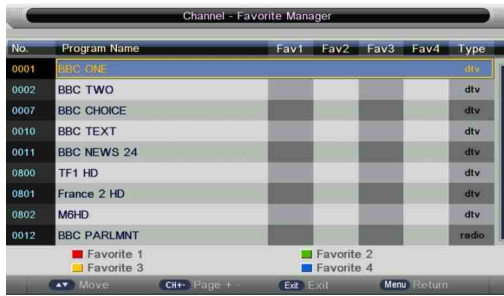 Channel - Favorite Manager
No. Program Name Fav1 Fav2 Fav3 Fav4 Type
0001 BBC ONE dtv
0002 BBC TWO dtv
0007 BBC CHOICE dtv
0010 BBC TEXT dtv
0011 BBC NEWS 24 dtv
0800 TF1 HD dtv
0801 France 2 HD dtv
0802 M6HD dtv
0012 BBC PARLMNT radio
Favorite 1 Favorite 2
Favorite 3 Favorite 4
Move CH+- Page + - Exit Exit Menu Return